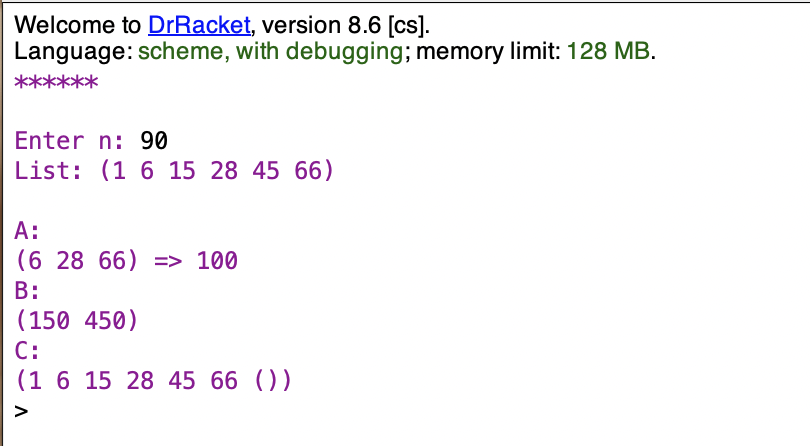 Welcome to DrRacket, version 8.6 [cs].
Language: scheme, with debugging; memory limit: 128 MB.
******
Enter n: 90
List: (1 6 15 28 45 66)
A:
(6 28 66) => 100
B:
(150 450)
C:
(1 6 15 28 45 66 ())
>